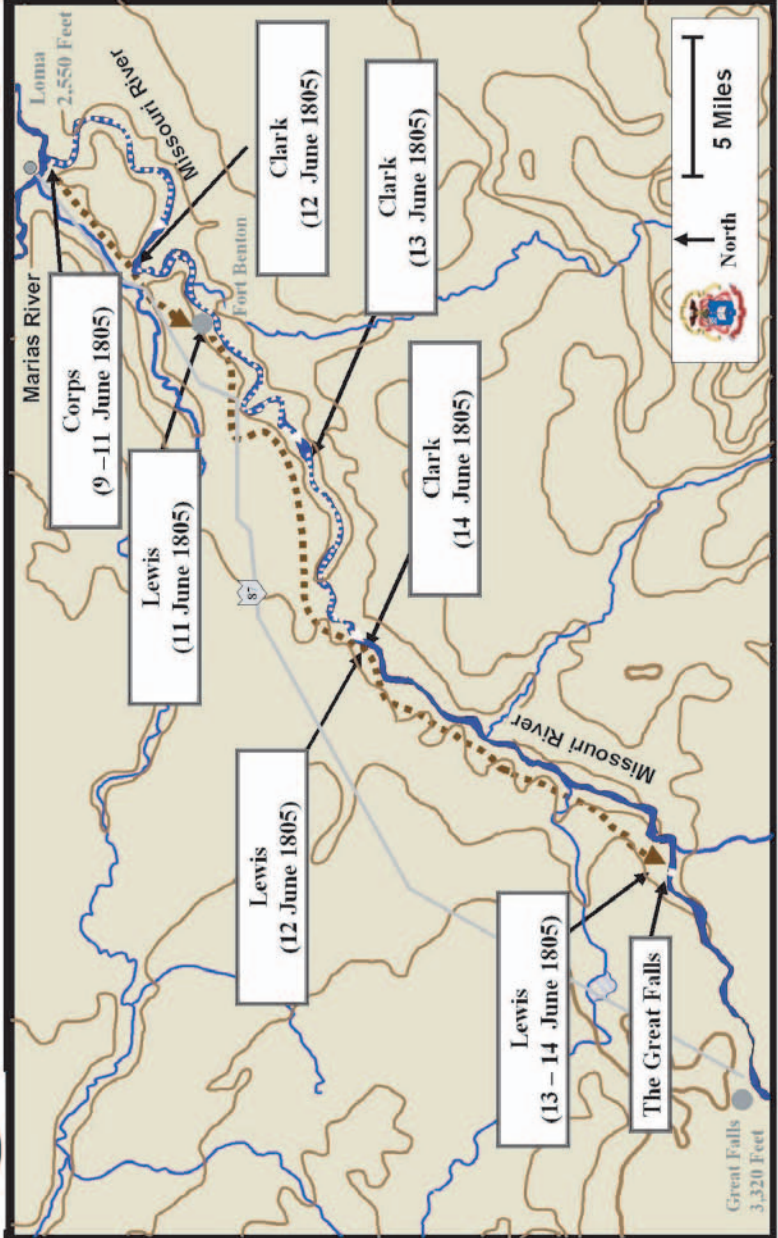 Loma
2,550 Feet
Marias River
Missouri River
Corps
(9 –11 June 1805)
Clark
(12 June 1805)
Lewis
(11 June 1805)
Fort Benton
Clark
(13 June 1805)
87
Clark
(14 June 1805)
Lewis
(12 June 1805)
Missouri River
Lewis
(13 – 14 June 1805)
The Great Falls
Great Falls
3,320 Feet
North
5 Miles